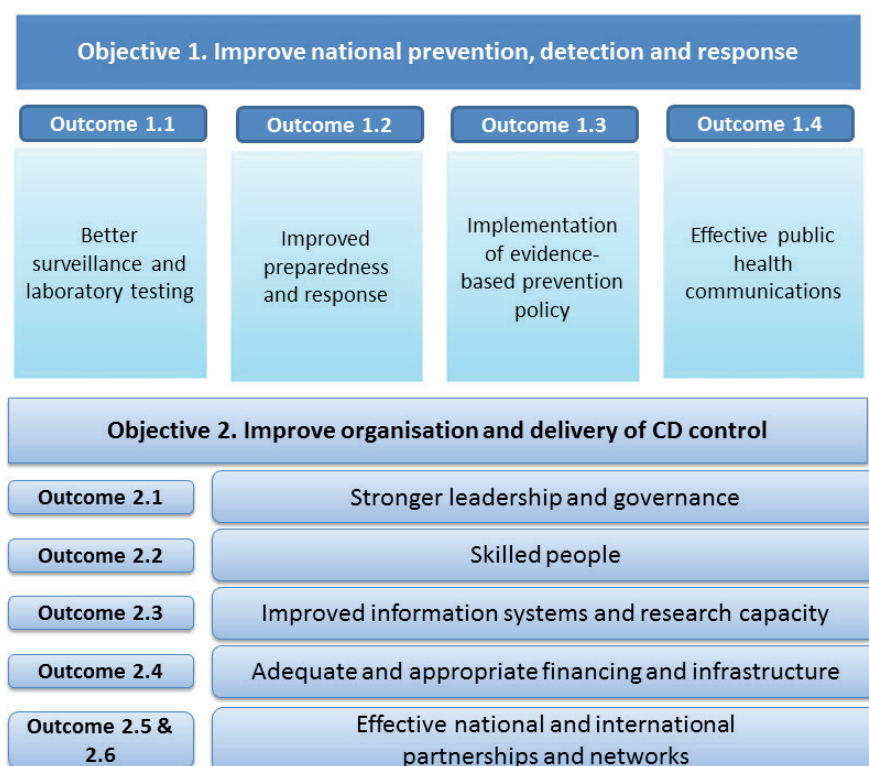 Objective 1. Improve national prevention, detection and response
Outcome 1.1
Better
surveillance and
laboratory testing
Outcome 1.2
Improved
preparedness
and response
Outcome 1.3
Implementation
of evidence-
based prevention
policy
Outcome 1.4
Effective public
health
communications
Objective 2. Improve organisation and delivery of CD control
Outcome 2.1
Stronger leadership and governance
Outcome 2.2
Skilled people
Outcome 2.3
Improved information systems and research capacity
Outcome 2.4
Adequate and appropriate financing and infrastructure
Outcome 2.5 &
2.6
Effective national and international
partnerships and networks